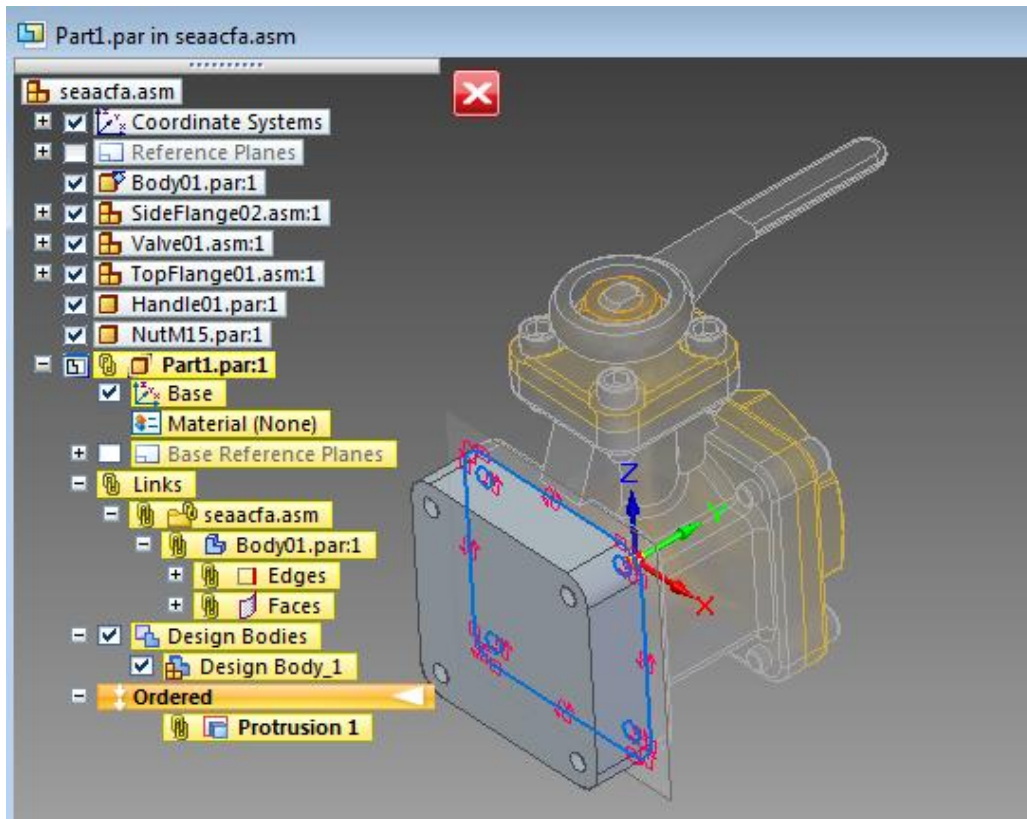 Part1.par in seaacfa.asm
seaacfa.asm
Coordinate Systems
Reference Planes
Body01.par:1
SideFlange02.asm:1
Valve01.asm:1
TopFlange01.asm:1
Handle01.par:1
NutM15.par:1
Part1.par:1
Base
Material (None)
Base Reference Planes
Links
seaacfa.asm
Body01.par:1
Edges
Faces
Design Bodies
Design Body_1
Ordered
Protrusion 1
Z
Y
X